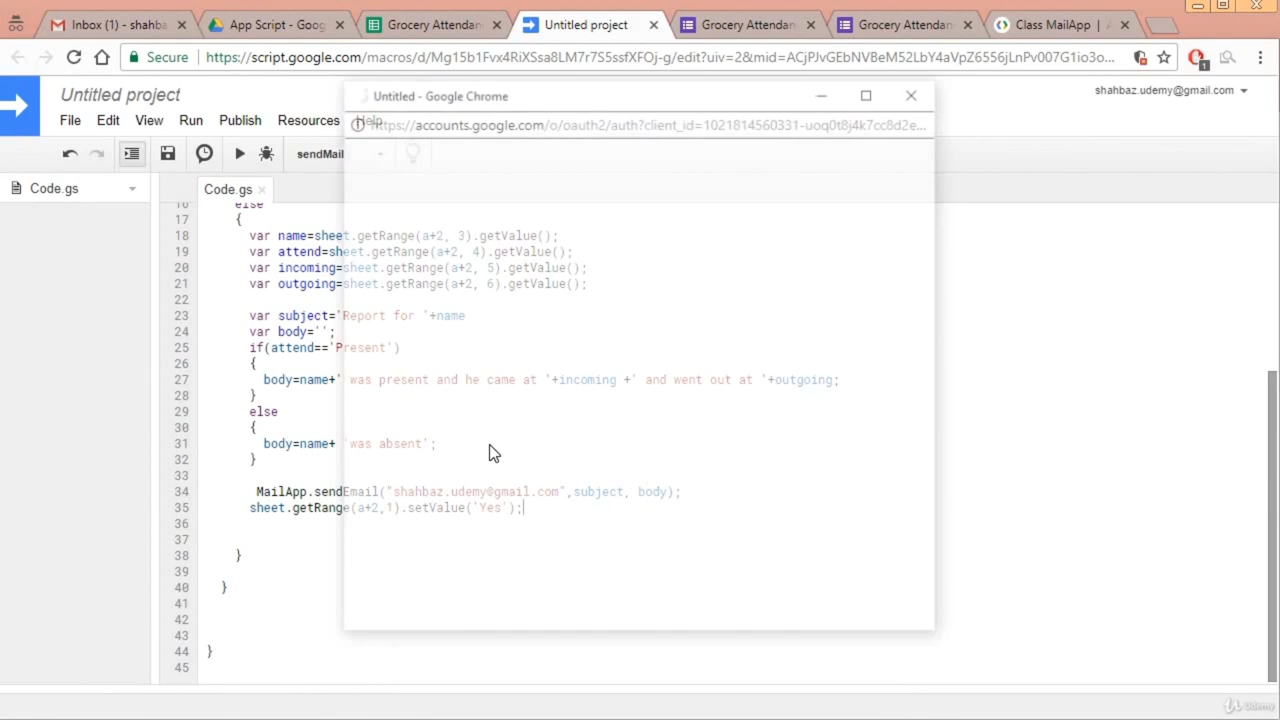 Inbox (1) - shahba
App Script - Goog
Grocery Attendan
Untitled project
Grocery Attendan
Grocery Attendan
Class MailApp | A
Secure
https://script.google.com/macros/d/Mg15b1Fvx4RiXSsa8LM7r7S5ssfXFOj-g/edit?uiv=2&mid=ACjPJvGEbNVBeM52LbY4aVpZ6556jLnPv007G1io3o...
1
Untitled project
shahbaz.udemy@gmail.com
File Edit View Run Publish Resources Help
Untitled - Google Chrome
https://accounts.google.com/o/oauth2/auth?client_id=1021814560331-uoq0t8j4k7cc8d2e...
sendMail
Code.gs
Code.gs
16 else
17 {
18 var name=sheet.getRange(a+2, 3).getValue();
19 var attend=sheet.getRange(a+2, 4).getValue();
20 var incoming=sheet.getRange(a+2, 5).getValue();
21 var outgoing=sheet.getRange(a+2, 6).getValue();
22
23 var subject='Report for '+name
24 var body='';
25 if(attend=='Present')
26 {
27 body=name+' was present and he came at '+incoming +' and went out at '+outgoing;
28 }
29 else
30 {
31 body=name+ 'was absent';
32 }
33
34 MailApp.sendEmail("shahbaz.udemy@gmail.com",subject, body);
35 sheet.getRange(a+2,1).setValue('Yes');
36
37
38 }
39
40 }
41
42
43
44 }
45
Udemy